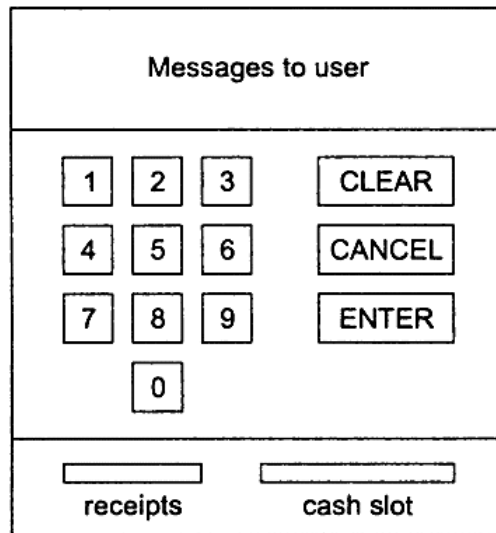 Messages to user
1 2 3 CLEAR
4 5 6 CANCEL
7 8 9 ENTER
0
receipts cash slot